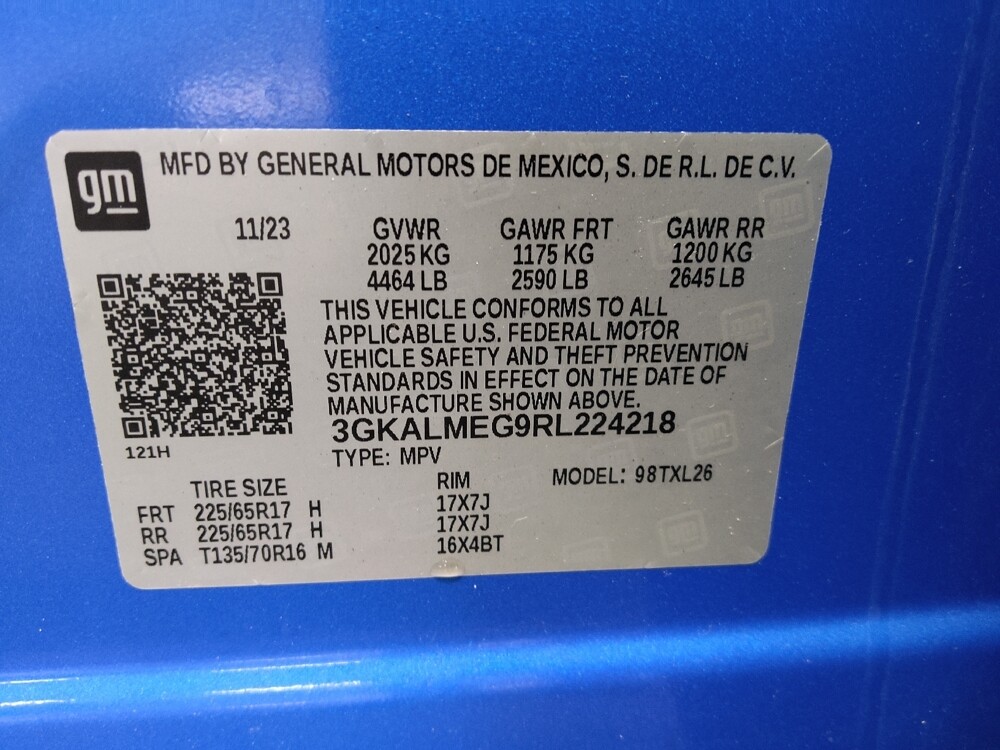 gm
MFD BY GENERAL MOTORS DE MEXICO, S. DE R.L. DE C.V.
11/23 GVWR GAWR FRT GAWR RR
2025 KG 1175 KG 1200 KG
4464 LB 2590 LB 2645 LB
THIS VEHICLE CONFORMS TO ALL
APPLICABLE U.S. FEDERAL MOTOR
VEHICLE SAFETY AND THEFT PREVENTION
STANDARDS IN EFFECT ON THE DATE OF
MANUFACTURE SHOWN ABOVE.
3GKALMEG9RL224218
121H
TYPE: MPV MODEL: 98TXL26
TIRE SIZE RIM
FRT 225/65R17 H 17X7J
RR 225/65R17 H 17X7J
SPA T135/70R16 M 16X4BT